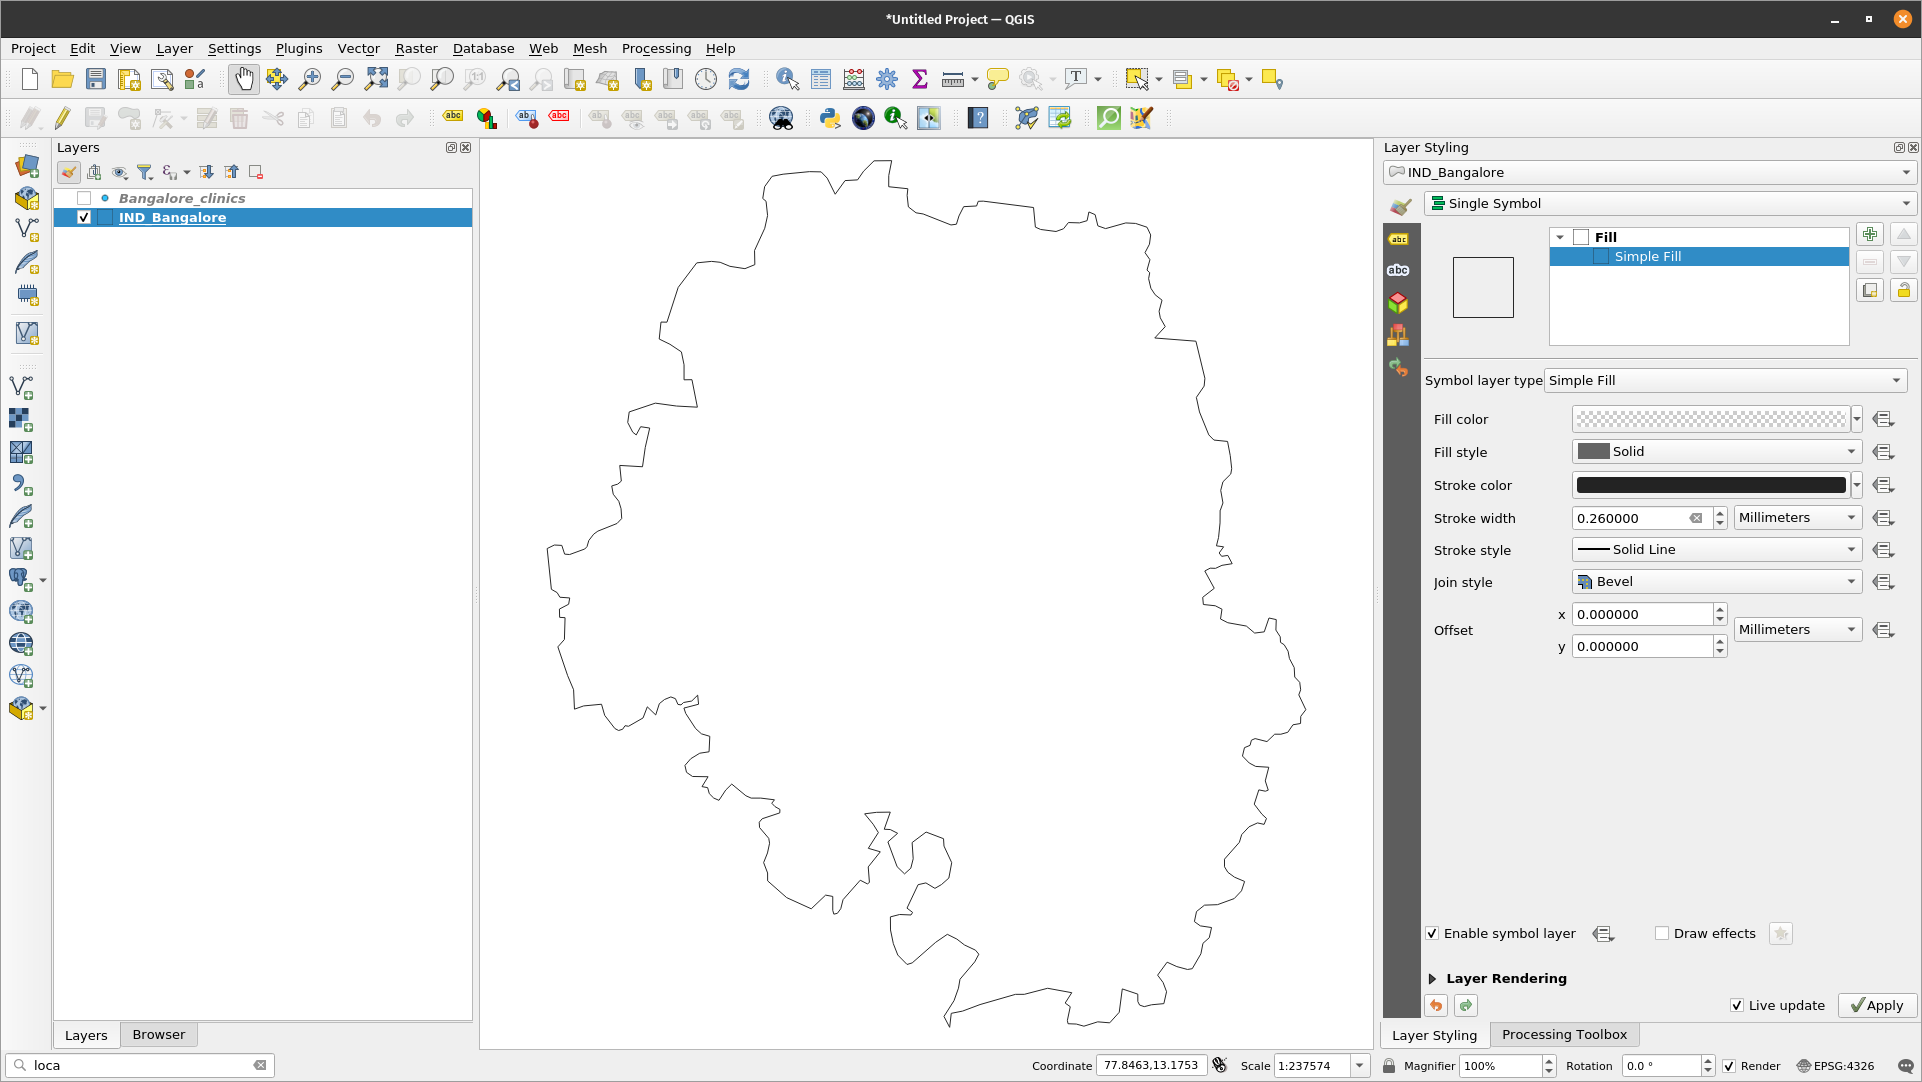 *Untitled Project — QGIS
Project Edit View Layer Settings Plugins Vector Raster Database Web Mesh Processing Help
Layers
Bangalore_clinics
IND_Bangalore
Layers Browser
loca
Layer Styling
IND_Bangalore
Single Symbol
Fill
Simple Fill
Symbol layer type Simple Fill
Fill color
Fill style Solid
Stroke color
Stroke width 0.260000 Millimeters
Stroke style Solid Line
Join style Bevel
Offset x 0.000000 Millimeters
y 0.000000
Enable symbol layer Draw effects
Layer Rendering
Live update Apply
Layer Styling Processing Toolbox
Coordinate 77.8463,13.1753 Scale 1:237574 Magnifier 100% Rotation 0.0 ° Render EPSG:4326